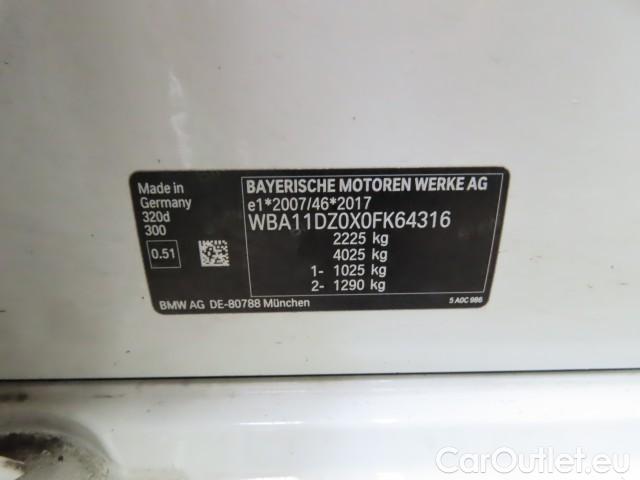 Made in
Germany
320d
300
0.51
BAYERISCHE MOTOREN WERKE AG
e1*2007/46*2017
WBA11DZ0X0FK64316
2225 kg
4025 kg
1- 1025 kg
2- 1290 kg
BMW AG DE-80788 München
5 A0C 986
CarOutlet.eu